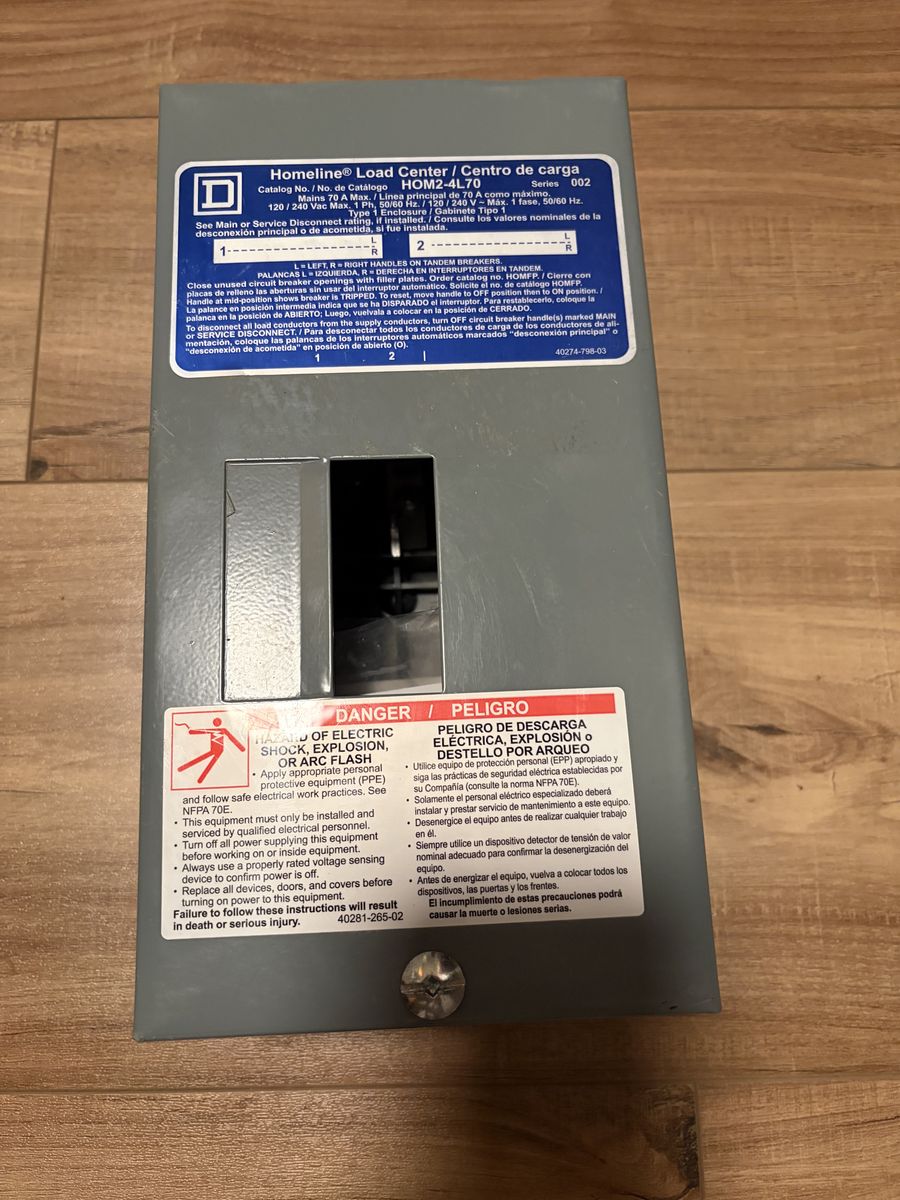 D
Homeline® Load Center / Centro de carga
Catalog No. / No. de Catálogo HOM2-4L70 Series 002
Mains 70 A Max. / Línea principal de 70 A como máximo
120 / 240 Vac Max. 1 Ph, 50/60 Hz. / 120 / 240 V ~ Máx. 1 fase, 50/60 Hz.
Type 1 Enclosure / Gabinete Tipo 1
See Main or Service Disconnect rating, if installed. / Consulte los valores nominales de la
desconexión principal o de acometida, si fue instalada.
1 L R
2 L R
L = LEFT, R = RIGHT HANDLES ON TANDEM BREAKERS.
PALANCAS L = IZQUIERDA, R = DERECHA EN INTERRUPTORES EN TANDEM.
Close unused circuit breaker openings with filler plates. Order catalog no. HOMFP. / Cierre con
placas de relleno las aberturas sin usar del interruptor automático. Solicite el no. de catálogo HOMFP.
Handle at mid-position shows breaker is TRIPPED. To reset, move handle to OFF position then to ON position. /
La palanca en posición intermedia indica que se ha DISPARADO el interruptor. Para restablecerlo, coloque la
palanca en la posición de ABIERTO; Luego, vuelvala a colocar en la posición de CERRADO.
To disconnect all load conductors from the supply conductors, turn OFF circuit breaker handle(s) marked MAIN
or SERVICE DISCONNECT. / Para desconectar todos los conductores de carga de los conductores de ali-
mentación, coloque las palancas de los interruptores automáticos marcados "desconexión principal" o
"desconexión de acometida" en posición de abierto (O).
1 2
40274-798-03
DANGER / PELIGRO
HAZARD OF ELECTRIC
SHOCK, EXPLOSION,
OR ARC FLASH
• Apply appropriate personal
protective equipment (PPE)
and follow safe electrical work practices. See
NFPA 70E.
• This equipment must only be installed and
serviced by qualified electrical personnel.
• Turn off all power supplying this equipment
before working on or inside equipment.
• Always use a properly rated voltage sensing
device to confirm power is off.
• Replace all devices, doors, and covers before
turning on power to this equipment.
Failure to follow these instructions will result
in death or serious injury.
40281-265-02
PELIGRO DE DESCARGA
ELÉCTRICA, EXPLOSIÓN o
DESTELLO POR ARQUEO
• Utilice equipo de protección personal (EPP) apropiado y
siga las prácticas de seguridad eléctrica establecidas por
su Compañía (consulte la norma NFPA 70E).
• Solamente el personal eléctrico especializado deberá
instalar y prestar servicio de mantenimiento a este equipo.
• Desenergice el equipo antes de realizar cualquier trabajo
en él.
• Siempre utilice un dispositivo detector de tensión de valor
nominal adecuado para confirmar la desenergización del
equipo.
• Antes de energizar el equipo, vuelva a colocar todos los
dispositivos, las puertas y los frentes.
El incumplimiento de estas precauciones podrá
causar la muerte o lesiones serias.